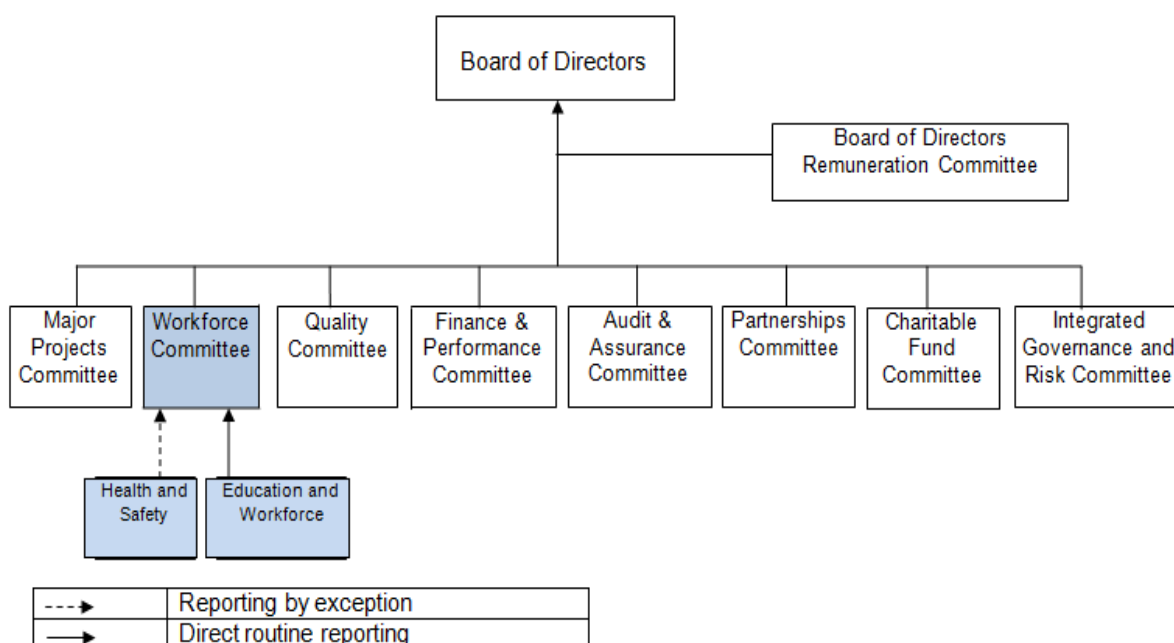 Board of Directors
Board of Directors
Remuneration Committee
Major
Projects
Committee
Workforce
Committee
Quality
Committee
Finance &
Performance
Committee
Audit &
Assurance
Committee
Partnerships
Committee
Charitable
Fund
Committee
Integrated
Governance and
Risk Committee
Health and
Safety
Education and
Workforce
Reporting by exception
Direct routine reporting